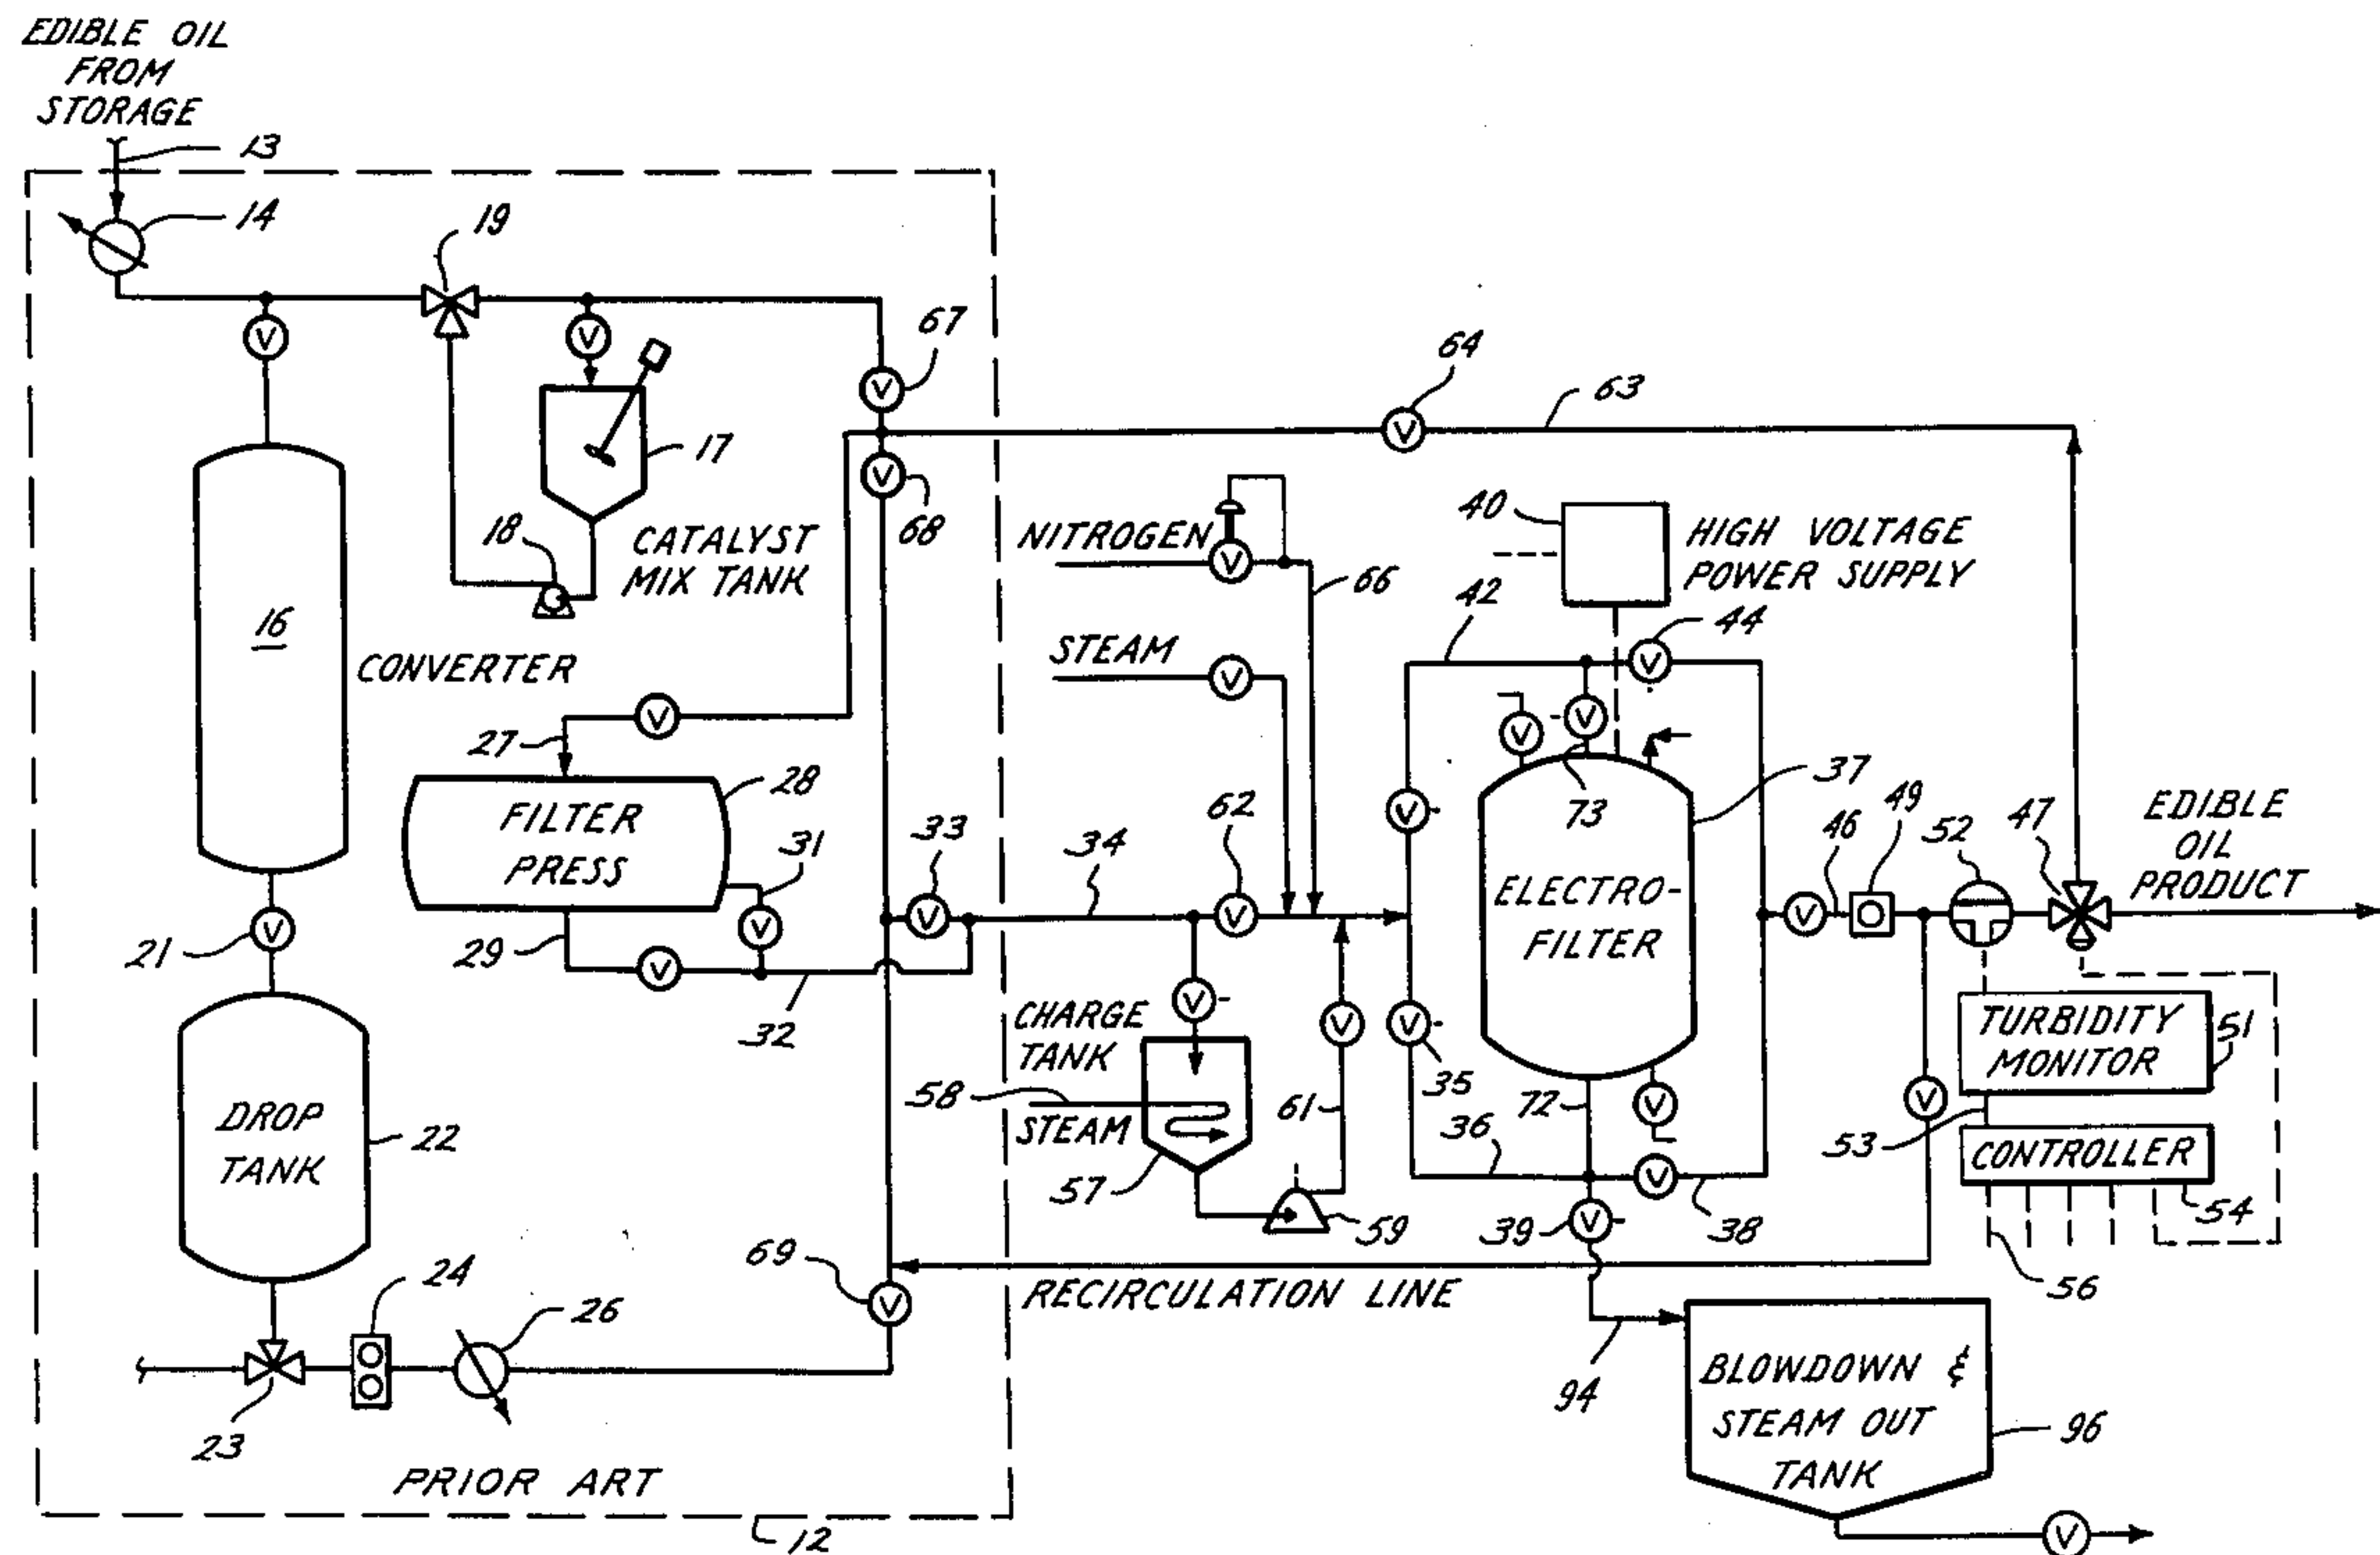 EDIBLE OIL
FROM
STORAGE
13
14
19
V
V
67
V
64
V
63
17
V
68
18
CATALYST
MIX TANK
16
CONVERTER
NITROGEN
V
66
STEAM
V
40
HIGH VOLTAGE
POWER SUPPLY
42
44
V
V
V
73
V
27
28
FILTER
PRESS
31
V
29
V
32
33
V
34
62
V
V
37
ELECTRO-
FILTER
49
46
V
52
47
EDIBLE
OIL
PRODUCT
21
V
DROP
TANK
22
CHARGE
TANK
V
V
V
35
58
STEAM
61
57
59
72
36
V
V
38
39
V
TURBIDITY
MONITOR
51
V
53
CONTROLLER
54
56
RECIRCULATION LINE
69
V
24
26
23
94
BLOWDOWN &
STEAM OUT
TANK
96
V
PRIOR ART
12